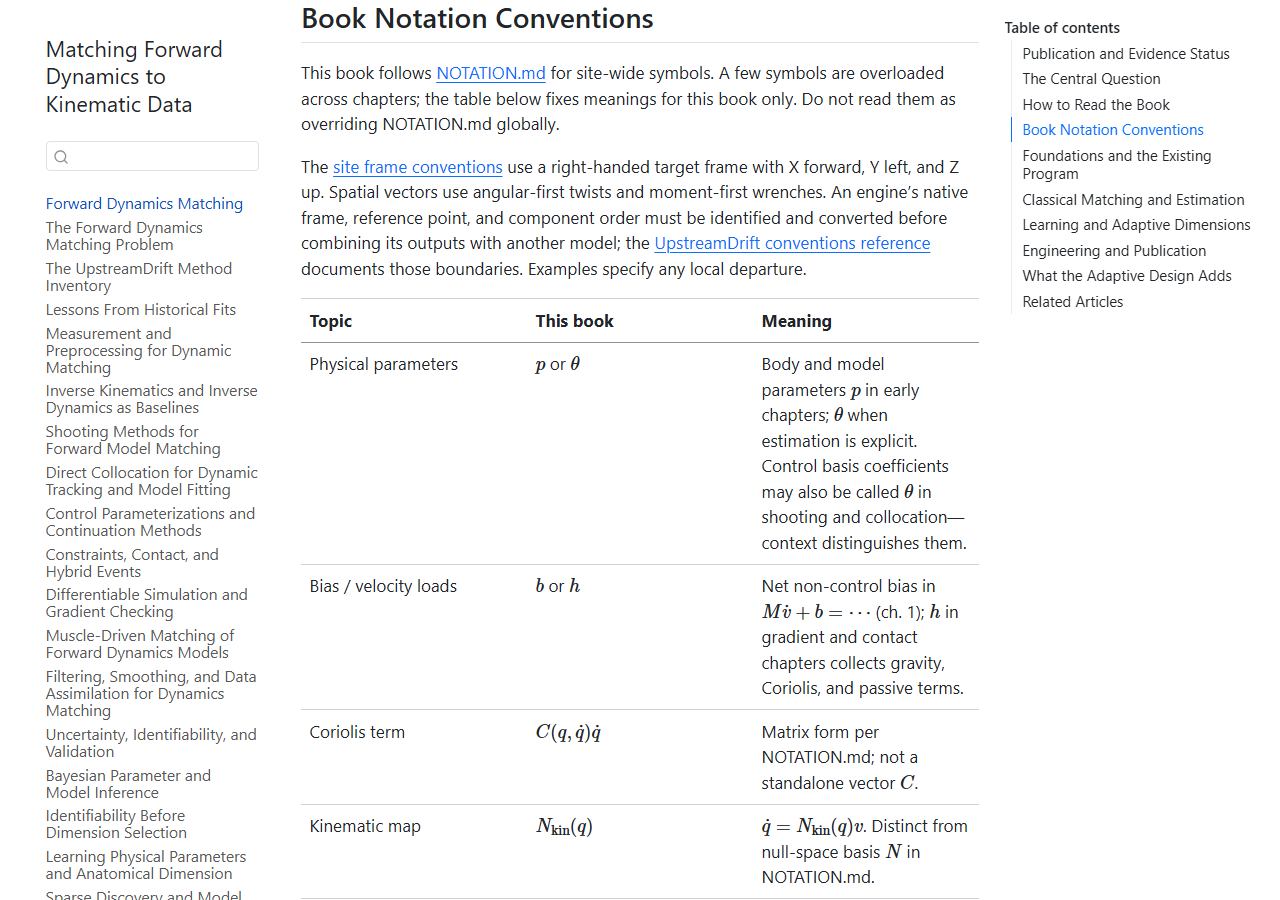 Matching Forward
Dynamics to
Kinematic Data
Forward Dynamics Matching
The Forward Dynamics
Matching Problem
The UpstreamDrift Method
Inventory
Lessons From Historical Fits
Measurement and
Preprocessing for Dynamic
Matching
Inverse Kinematics and Inverse
Dynamics as Baselines
Shooting Methods for
Forward Model Matching
Direct Collocation for Dynamic
Tracking and Model Fitting
Control Parameterizations and
Continuation Methods
Constraints, Contact, and
Hybrid Events
Differentiable Simulation and
Gradient Checking
Muscle-Driven Matching of
Forward Dynamics Models
Filtering, Smoothing, and Data
Assimilation for Dynamics
Matching
Uncertainty, Identifiability, and
Validation
Bayesian Parameter and
Model Inference
Identifiability Before
Dimension Selection
Learning Physical Parameters
and Anatomical Dimension
Sparse Discovery and Model
Book Notation Conventions
This book follows NOTATION.md for site-wide symbols. A few symbols are overloaded
across chapters; the table below fixes meanings for this book only. Do not read them as
overriding NOTATION.md globally.
The site frame conventions use a right-handed target frame with X forward, Y left, and Z
up. Spatial vectors use angular-first twists and moment-first wrenches. An engine’s native
frame, reference point, and component order must be identified and converted before
combining its outputs with another model; the UpstreamDrift conventions reference
documents those boundaries. Examples specify any local departure.
Topic This book Meaning
Physical parameters p or θ Body and model
parameters p in early
chapters; θ when
estimation is explicit.
Control basis coefficients
may also be called θ in
shooting and collocation—
context distinguishes them.
Bias / velocity loads b or h Net non-control bias in
Mv̇ + b = ⋯ (ch. 1); h in
gradient and contact
chapters collects gravity,
Coriolis, and passive terms.
Coriolis term C(q, q̇)q̇ Matrix form per
NOTATION.md; not a
standalone vector C.
Kinematic map N_kin(q) q̇ = N_kin(q)v. Distinct from
null-space basis N in
NOTATION.md.
Table of contents
Publication and Evidence Status
The Central Question
How to Read the Book
Book Notation Conventions
Foundations and the Existing
Program
Classical Matching and Estimation
Learning and Adaptive Dimensions
Engineering and Publication
What the Adaptive Design Adds
Related Articles